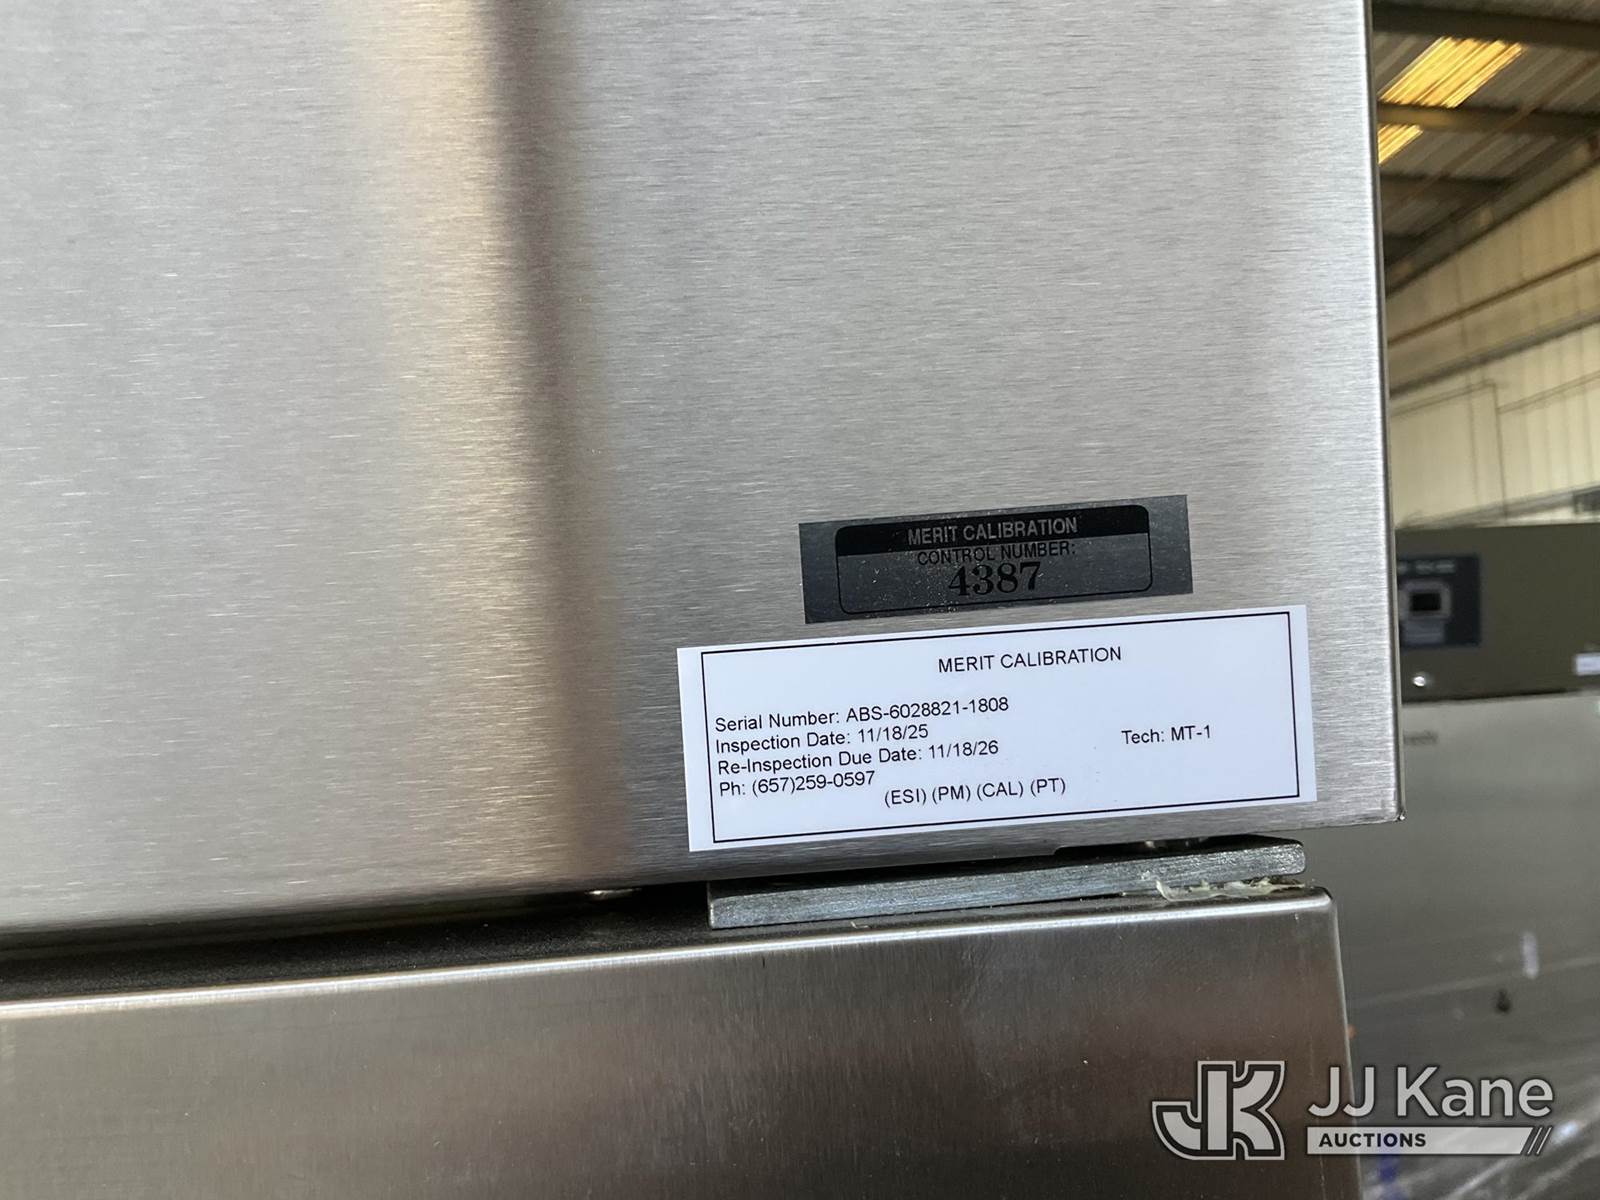 MERIT CALIBRATION
CONTROL NUMBER:
4387
MERIT CALIBRATION
Serial Number: ABS-6028821-1808
Inspection Date: 11/18/25
Re-Inspection Due Date: 11/18/26
Tech: MT-1
Ph: (657)259-0597
(ESI) (PM) (CAL) (PT)
JK JJ Kane
AUCTIONS